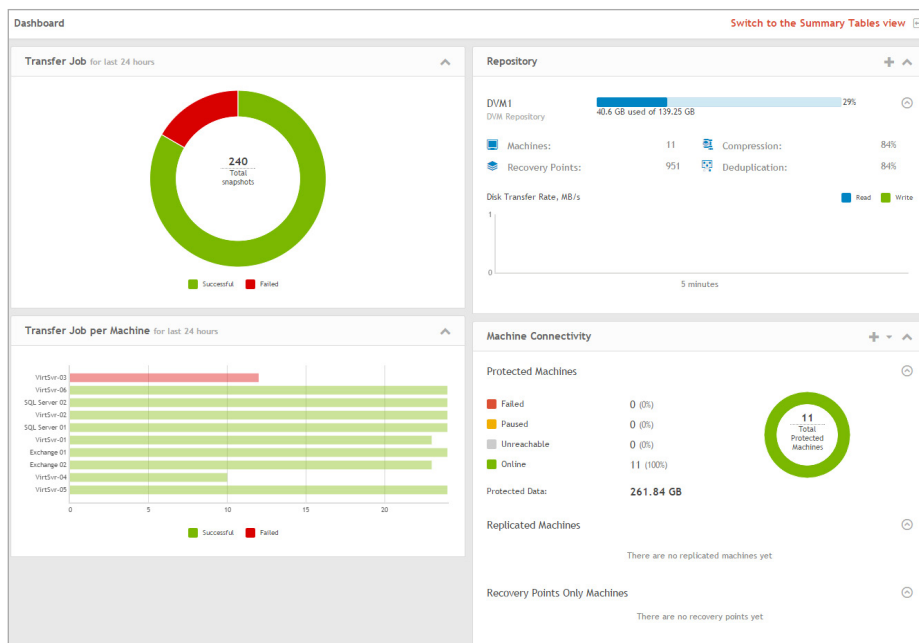 Dashboard
Switch to the Summary Tables view
Transfer Job for last 24 hours
240
Total
snapshots
Successful
Failed
Transfer Job per Machine for last 24 hours
VirtSvr-03
VirtSvr-06
SQL Server 02
VirtSvr-02
SQL Server 01
VirtSvr-01
Exchange 01
Exchange 02
VirtSvr-04
VirtSvr-05
0 5 10 15 20
Successful
Failed
Repository
DVM1
DVM Repository
29%
40.6 GB used of 139.25 GB
Machines: 11
Compression: 84%
Recovery Points: 951
Deduplication: 84%
Disk Transfer Rate, MB/s
Read
Write
1
0
5 minutes
Machine Connectivity
Protected Machines
Failed 0 (0%)
Paused 0 (0%)
Unreachable 0 (0%)
Online 11 (100%)
11
Total
Protected
Machines
Protected Data: 261.84 GB
Replicated Machines
There are no replicated machines yet
Recovery Points Only Machines
There are no recovery points yet